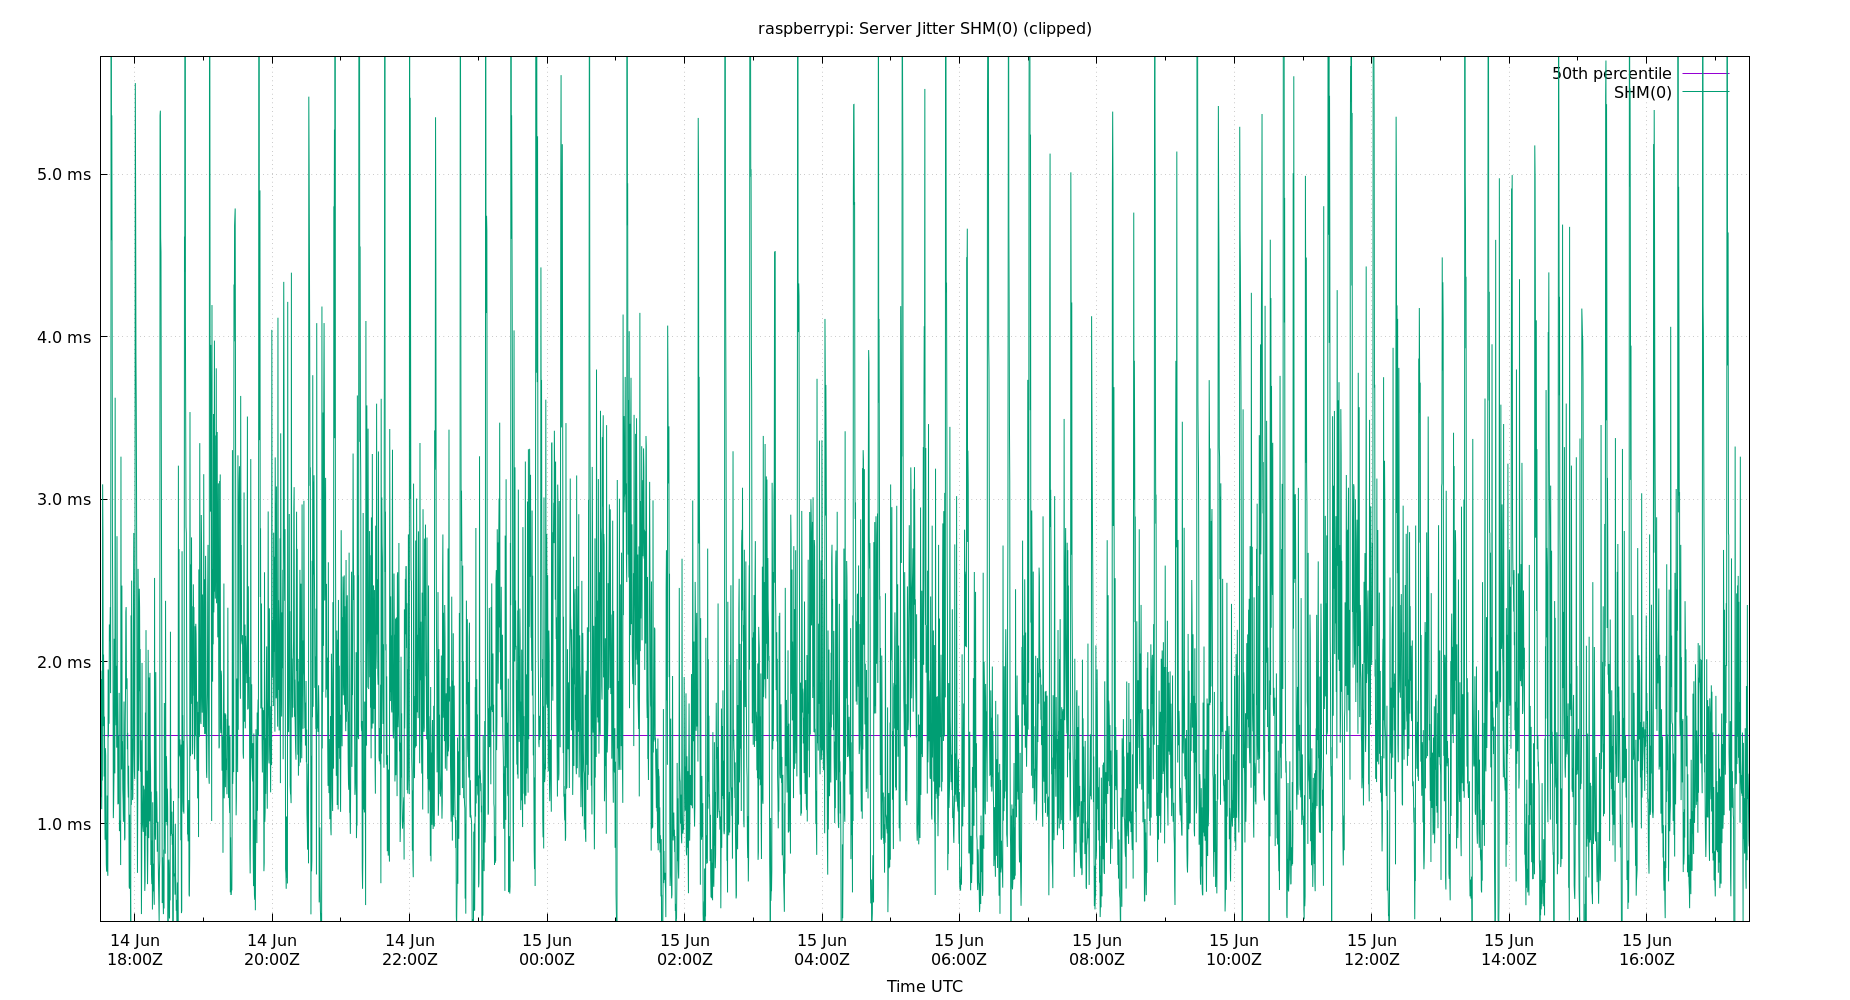 raspberrypi: Server Jitter SHM(0) (clipped)
50th percentile
SHM(0)
5.0 ms
4.0 ms
3.0 ms
2.0 ms
1.0 ms
14 Jun 14 Jun 14 Jun 15 Jun 15 Jun 15 Jun 15 Jun 15 Jun 15 Jun 15 Jun 15 Jun 15 Jun
18:00Z 20:00Z 22:00Z 00:00Z 02:00Z 04:00Z 06:00Z 08:00Z 10:00Z 12:00Z 14:00Z 16:00Z
Time UTC